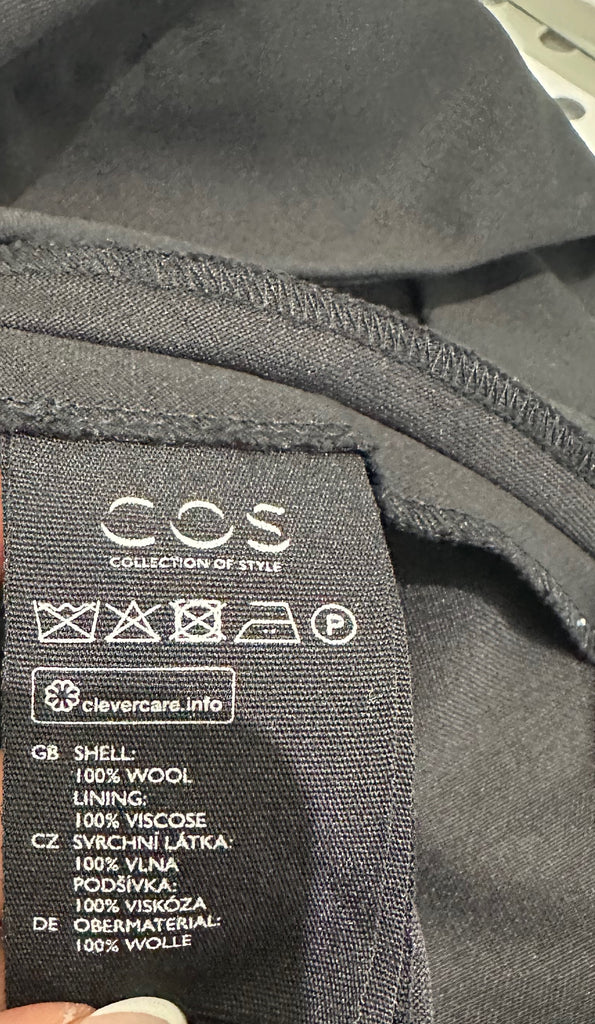 COS
COLLECTION OF STYLE
P
clevercare.info
GB SHELL:
100% WOOL
LINING:
100% VISCOSE
CZ SVRCHNÍ LÁTKA:
100% VLNA
PODŠÍVKA:
100% VISKÓZA
DE OBERMATERIAL:
100% WOLLE